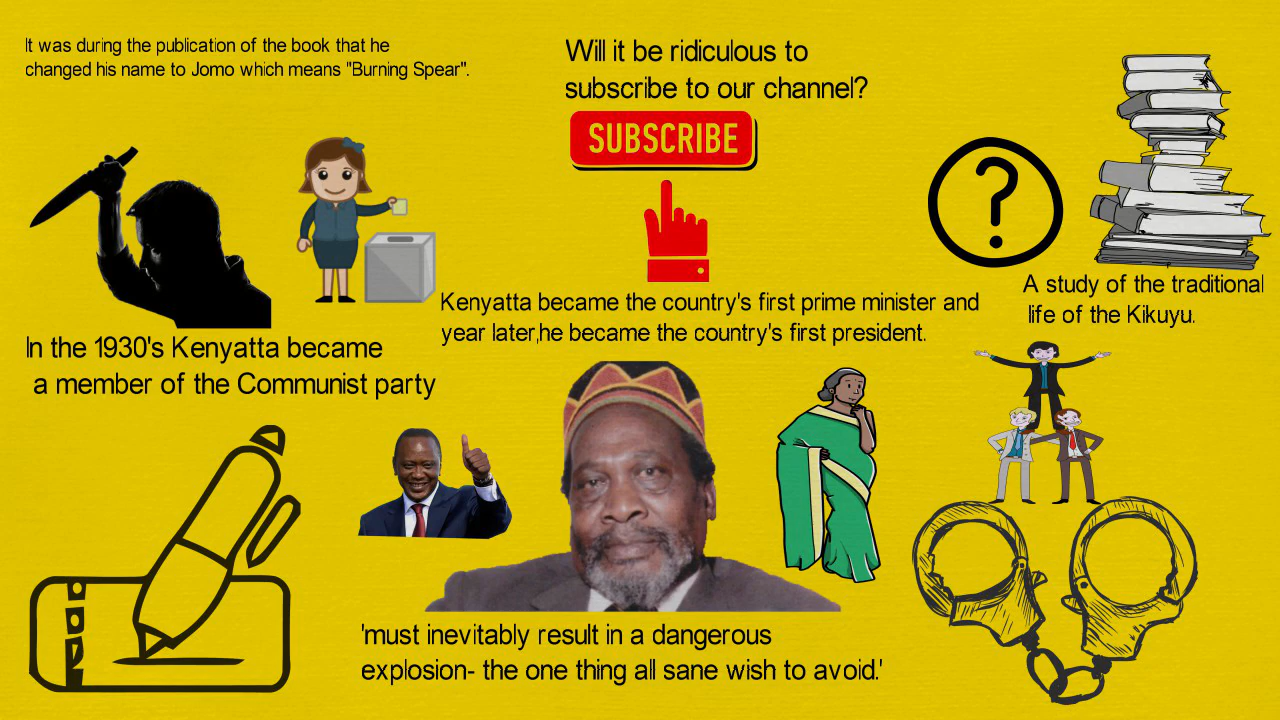 It was during the publication of the book that he
changed his name to Jomo which means "Burning Spear".
Will it be ridiculous to
subscribe to our channel?
SUBSCRIBE
A study of the traditional
life of the Kikuyu.
Kenyatta became the country's first prime minister and
year later,he became the country's first president.
In the 1930's Kenyatta became
a member of the Communist party
'must inevitably result in a dangerous
explosion- the one thing all sane wish to avoid.'